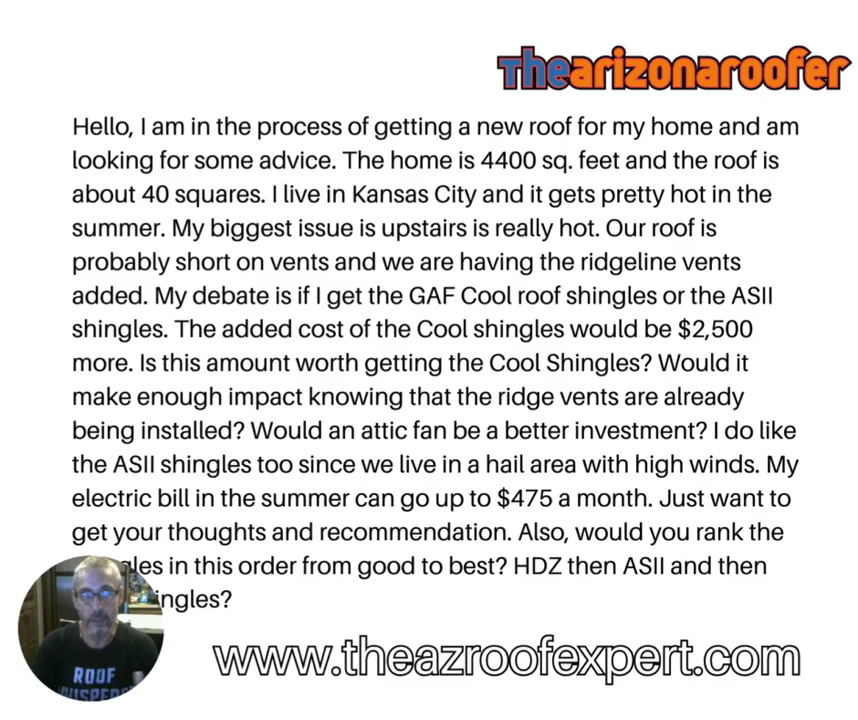 Thearizonaroofer
Hello, I am in the process of getting a new roof for my home and am
looking for some advice. The home is 4400 sq. feet and the roof is
about 40 squares. I live in Kansas City and it gets pretty hot in the
summer. My biggest issue is upstairs is really hot. Our roof is
probably short on vents and we are having the ridgeline vents
added. My debate is if I get the GAF Cool roof shingles or the ASII
shingles. The added cost of the Cool shingles would be $2,500
more. Is this amount worth getting the Cool Shingles? Would it
make enough impact knowing that the ridge vents are already
being installed? Would an attic fan be a better investment? I do like
the ASII shingles too since we live in a hail area with high winds. My
electric bill in the summer can go up to $475 a month. Just want to
get your thoughts and recommendation. Also, would you rank the
in this order from good to best? HDZ then ASII and then
ROOF
www.theazroofexpert.com